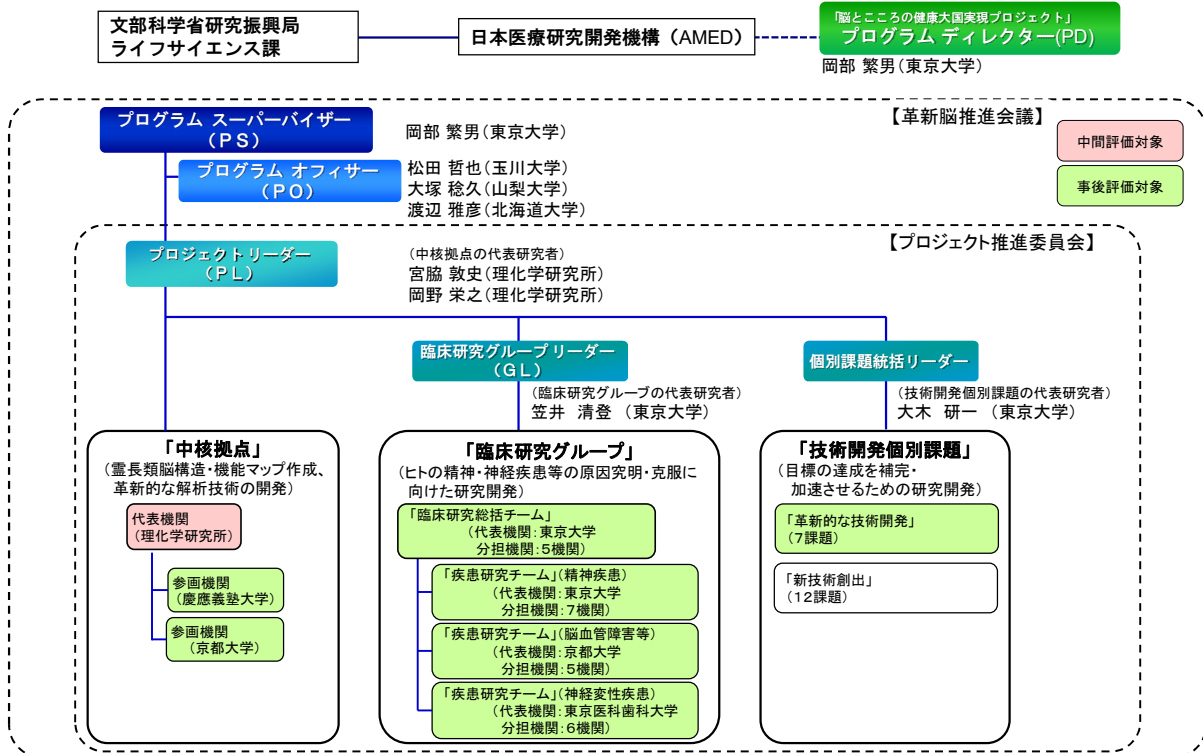 文部科学省研究振興局
ライフサイエンス課
日本医療研究開発機構（AMED）
「脳とこころの健康大国実現プロジェクト」
プログラム ディレクター(PD)
岡部 繁男(東京大学)
【革新脳推進会議】
プログラム スーパーバイザー
（ＰＳ）
岡部 繁男(東京大学)
中間評価対象
事後評価対象
プログラム オフィサー
（ＰＯ）
松田 哲也(玉川大学)
大塚 稔久(山梨大学)
渡辺 雅彦(北海道大学)
【プロジェクト推進委員会】
プロジェクトリーダー
（ＰＬ）
(中核拠点の代表研究者)
宮脇 敦史(理化学研究所)
岡野 栄之(理化学研究所)
臨床研究グループリーダー
（ＧＬ）
(臨床研究グループの代表研究者)
笠井 清登 （東京大学）
個別課題統括リーダー
(技術開発個別課題の代表研究者)
大木 研一 （東京大学）
「中核拠点」
（霊長類脳構造・機能マップ作成、
革新的な解析技術の開発）
代表機関
（理化学研究所）
参画機関
（慶應義塾大学）
参画機関
（京都大学）
「臨床研究グループ」
（ヒトの精神・神経疾患等の原因究明・克服に
向けた研究開発）
「臨床研究総括チーム」
（代表機関：東京大学
分担機関：5機関）
「疾患研究チーム」（精神疾患）
（代表機関：東京大学
分担機関：7機関）
「疾患研究チーム」（脳血管障害等）
（代表機関：京都大学
分担機関：5機関）
「疾患研究チーム」（神経変性疾患）
（代表機関：東京医科歯科大学
分担機関：6機関）
「技術開発個別課題」
（目標の達成を補完・
加速させるための研究開発）
「革新的な技術開発」
（7課題）
「新技術創出」
（12課題）